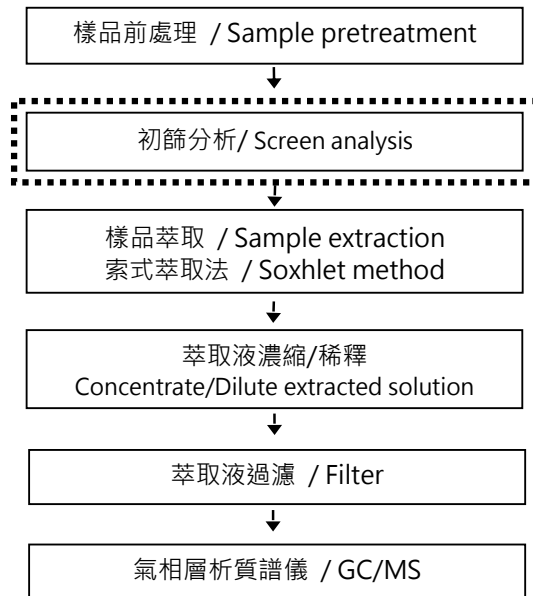 樣品前處理 / Sample pretreatment
初篩分析/ Screen analysis
樣品萃取 / Sample extraction
索式萃取法 / Soxhlet method
萃取液濃縮/稀釋
Concentrate/Dilute extracted solution
萃取液過濾 / Filter
氣相層析質譜儀 / GC/MS